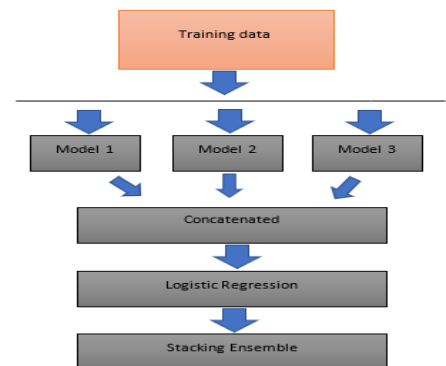 Training data
Model 1
Model 2
Model 3
Concatenated
Logistic Regression
Stacking Ensemble